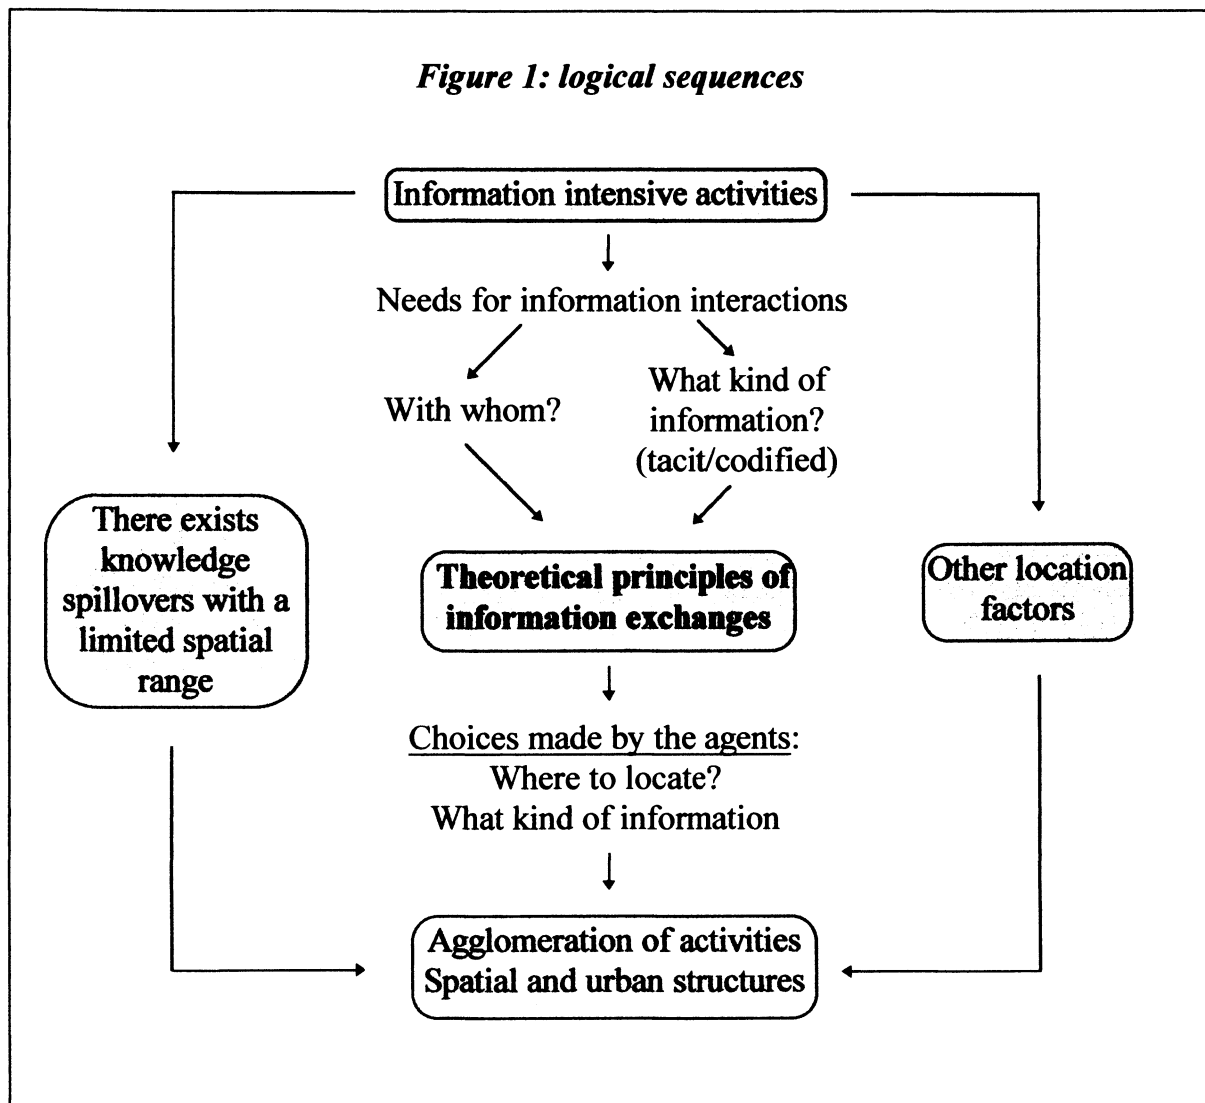 Figure 1: logical sequences
Information intensive activities
Needs for information interactions
With whom?
What kind of
information?
(tacit/codified)
There exists
knowledge
spillovers with a
limited spatial
range
Theoretical principles of
information exchanges
Other location
factors
Choices made by the agents:
Where to locate?
What kind of information
Agglomeration of activities
Spatial and urban structures